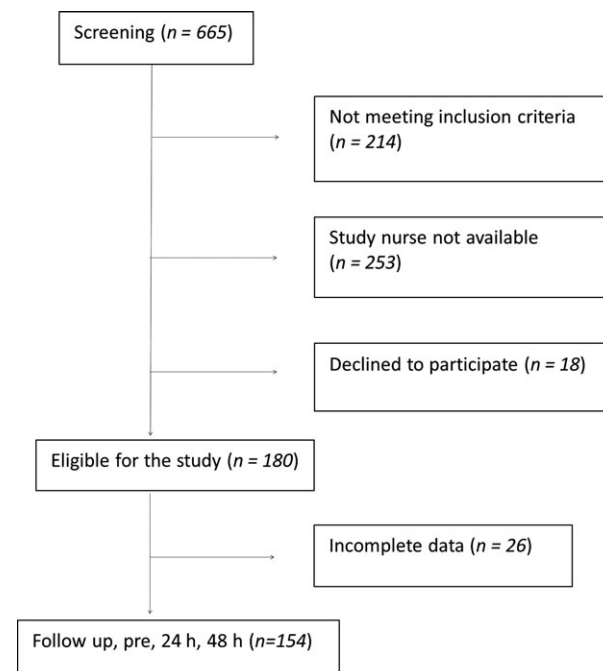 Screening (n = 665)
Not meeting inclusion criteria
(n = 214)
Study nurse not available
(n = 253)
Declined to participate (n = 18)
Eligible for the study (n = 180)
Incomplete data (n = 26)
Follow up, pre, 24 h, 48 h (n=154)